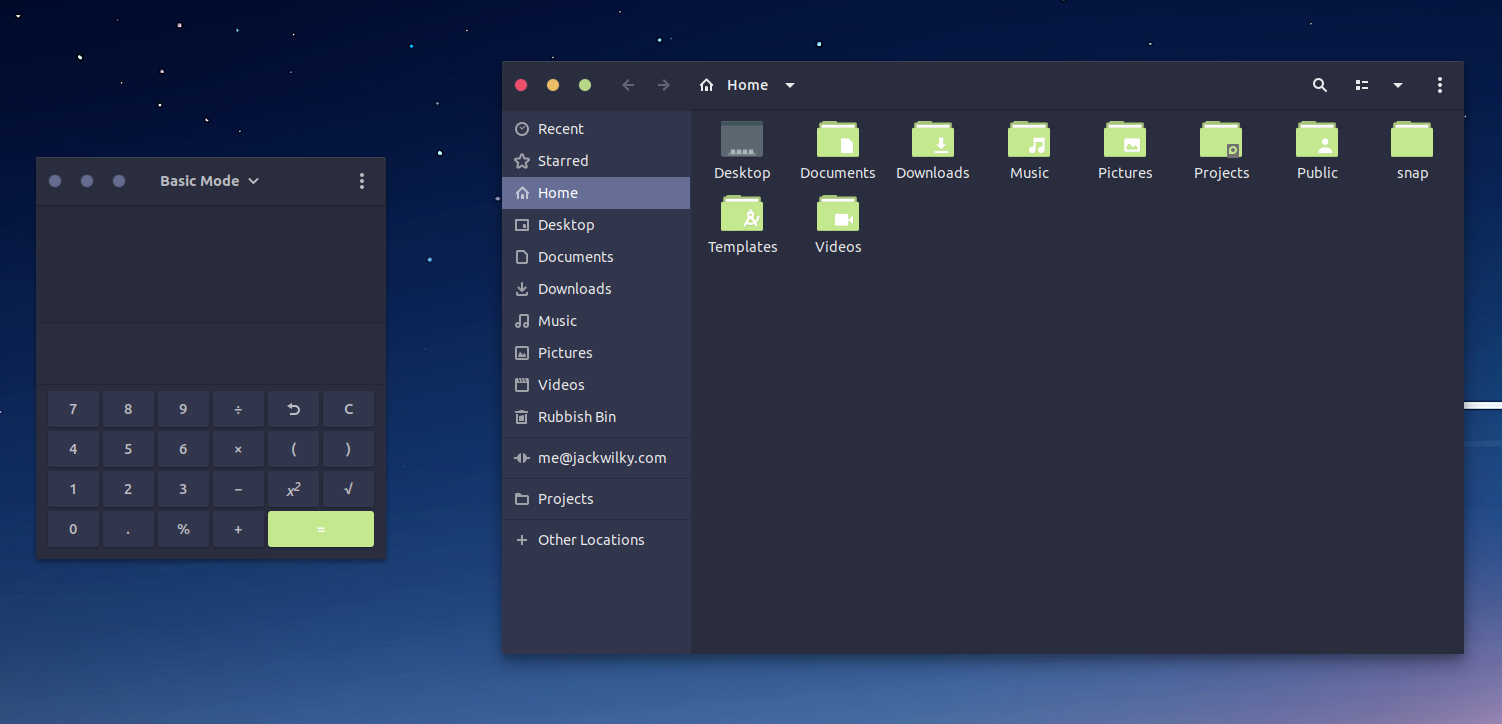 Basic Mode
7 8 9 ÷ C
4 5 6 × ( )
1 2 3 − x² √
0 . % + =
Home
Recent
Starred
Home
Desktop
Documents
Downloads
Music
Pictures
Videos
Rubbish Bin
me@jackwilky.com
Projects
Other Locations
Desktop Documents Downloads Music Pictures Projects Public snap
Templates Videos